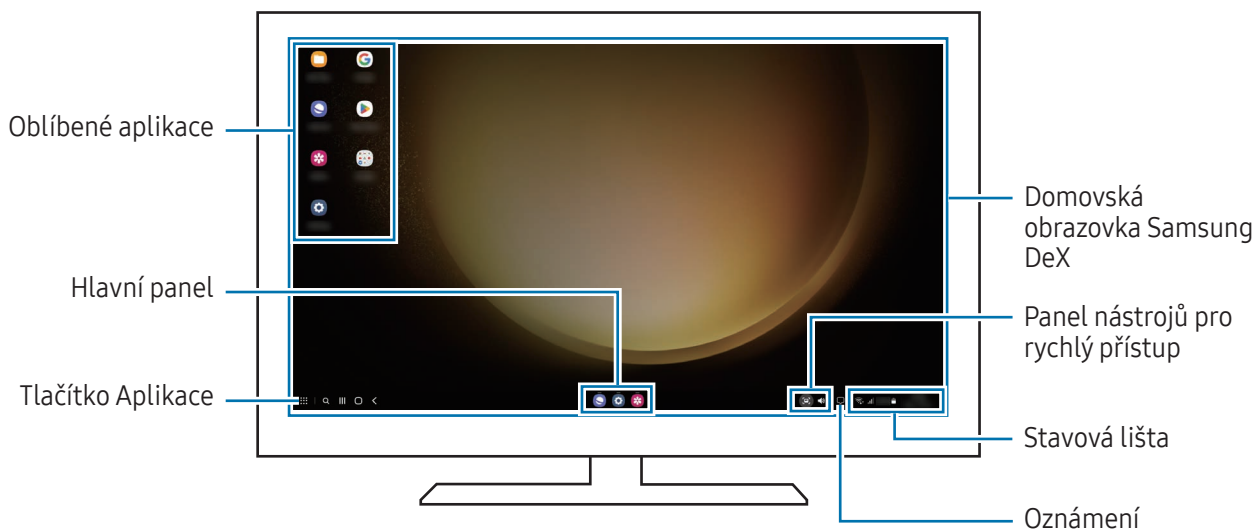 Oblíbené aplikace
Hlavní panel
Tlačítko Aplikace
Domovská
obrazovka Samsung
DeX
Panel nástrojů pro
rychlý přístup
Stavová lišta
Oznámení